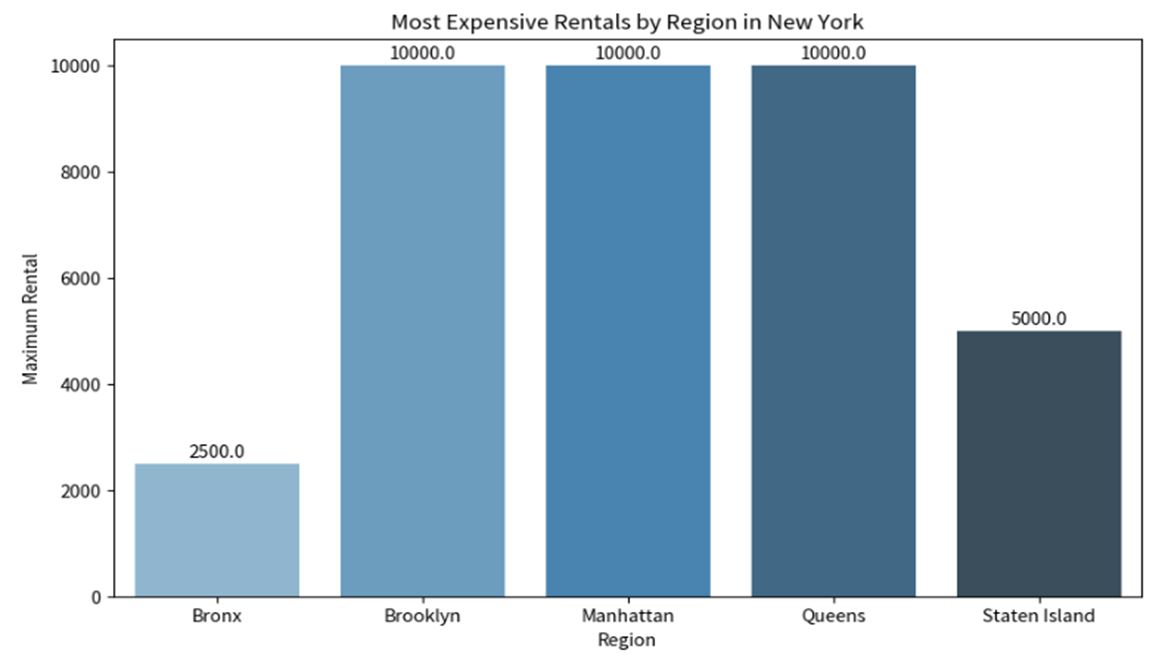 Most Expensive Rentals by Region in New York
10000.0 10000.0 10000.0
10000
8000
6000
5000.0
4000
2500.0
2000
0
Maximum Rental
Bronx Brooklyn Manhattan Queens Staten Island
Region